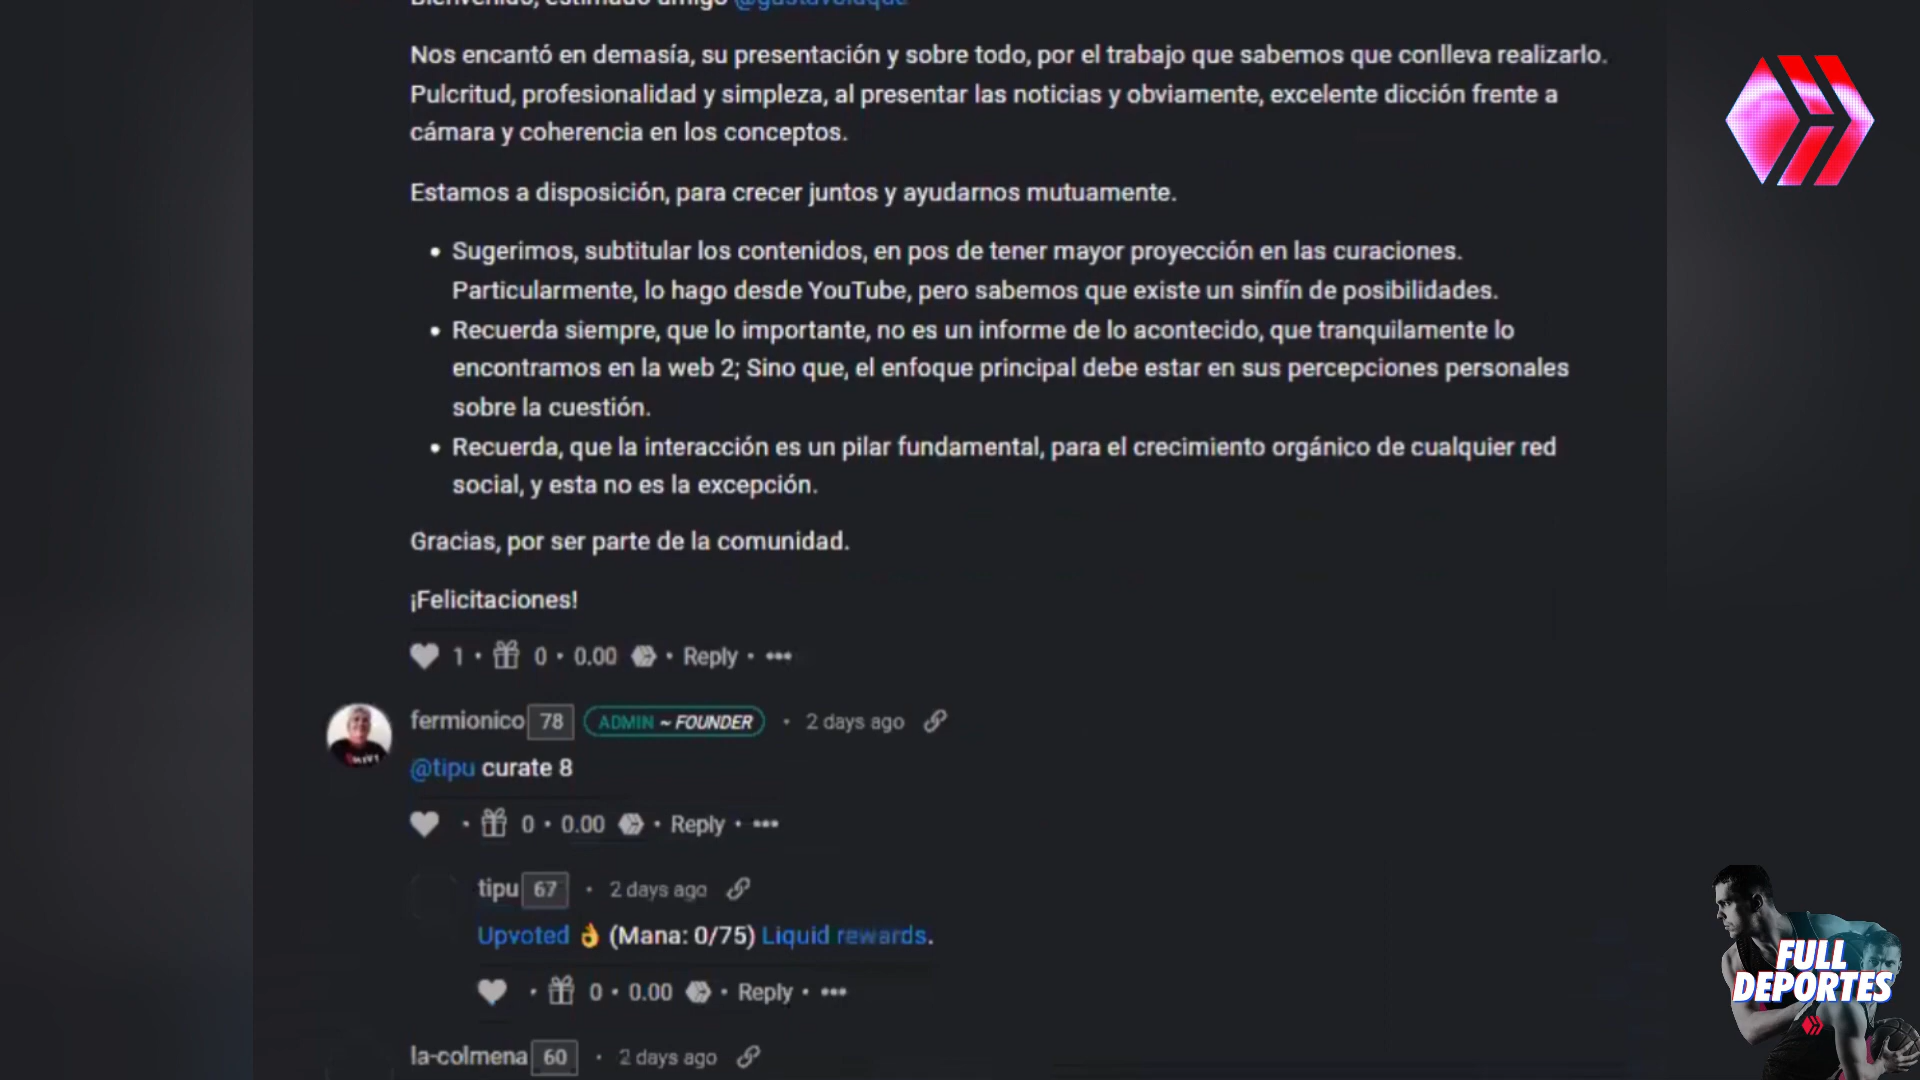 Bienvenido, estimado amigo
Nos encantó en demasía, su presentación y sobre todo, por el trabajo que sabemos que conlleva realizarlo.
Pulcritud, profesionalidad y simpleza, al presentar las noticias y obviamente, excelente dicción frente a
cámara y coherencia en los conceptos.
Estamos a disposición, para crecer juntos y ayudarnos mutuamente.
• Sugerimos, subtitular los contenidos, en pos de tener mayor proyección en las curaciones.
Particularmente, lo hago desde YouTube, pero sabemos que existe un sinfín de posibilidades.
• Recuerda siempre, que lo importante, no es un informe de lo acontecido, que tranquilamente lo
encontramos en la web 2; Sino que, el enfoque principal debe estar en sus percepciones personales
sobre la cuestión.
• Recuerda, que la interacción es un pilar fundamental, para el crecimiento orgánico de cualquier red
social, y esta no es la excepción.
Gracias, por ser parte de la comunidad.
¡Felicitaciones!
1 • 0 • 0.00 • Reply • •••
fermionico 78 ADMIN ~ FOUNDER • 2 days ago
@tipu curate 8
• 0 • 0.00 • Reply • •••
tipu 67 • 2 days ago
Upvoted 👌 (Mana: 0/75) Liquid rewards.
• 0 • 0.00 • Reply • •••
la-colmena 60 • 2 days ago
FULL
DEPORTES